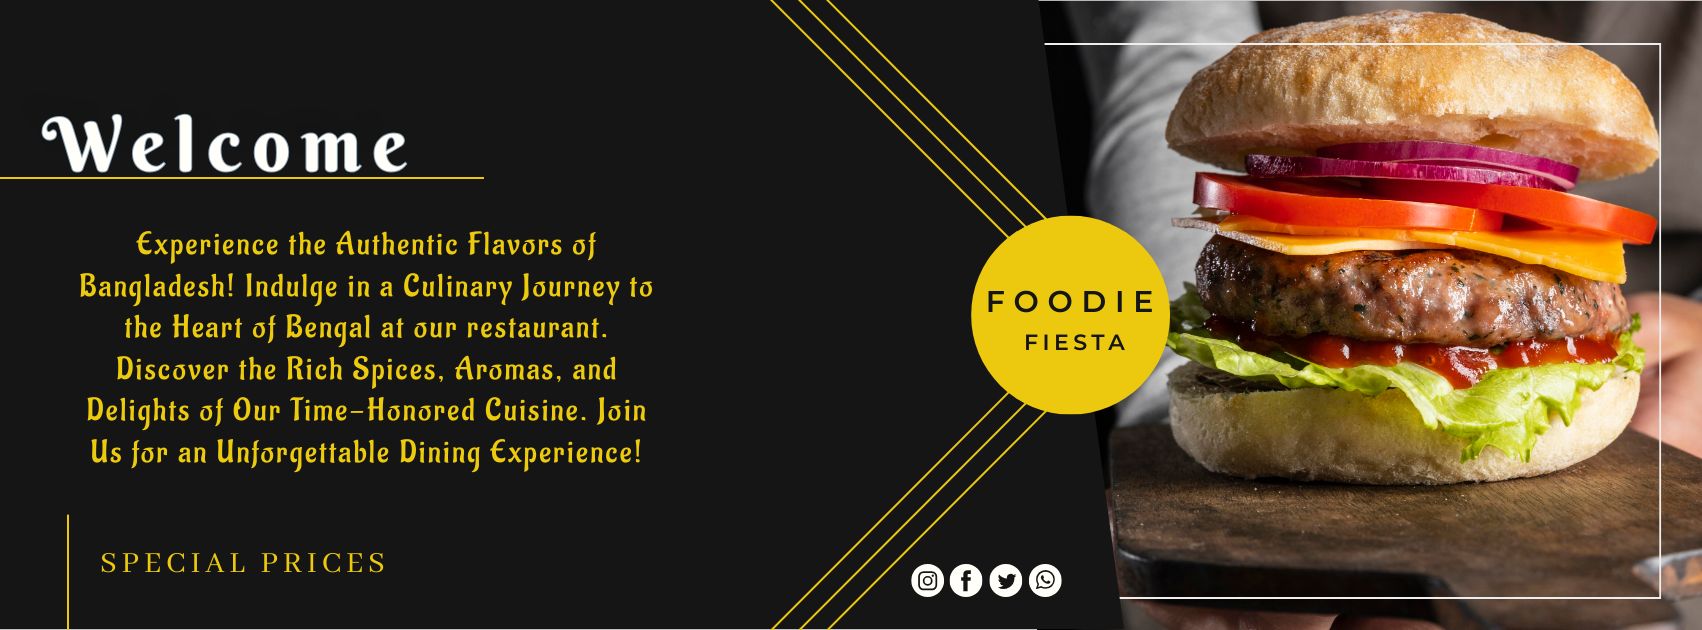 Welcome
Experience the Authentic Flavors of
Bangladesh! Indulge in a Culinary Journey to
the Heart of Bengal at our restaurant.
Discover the Rich Spices, Aromas, and
Delights of Our Time-Honored Cuisine. Join
Us for an Unforgettable Dining Experience!
SPECIAL PRICES
FOODIE
FIESTA